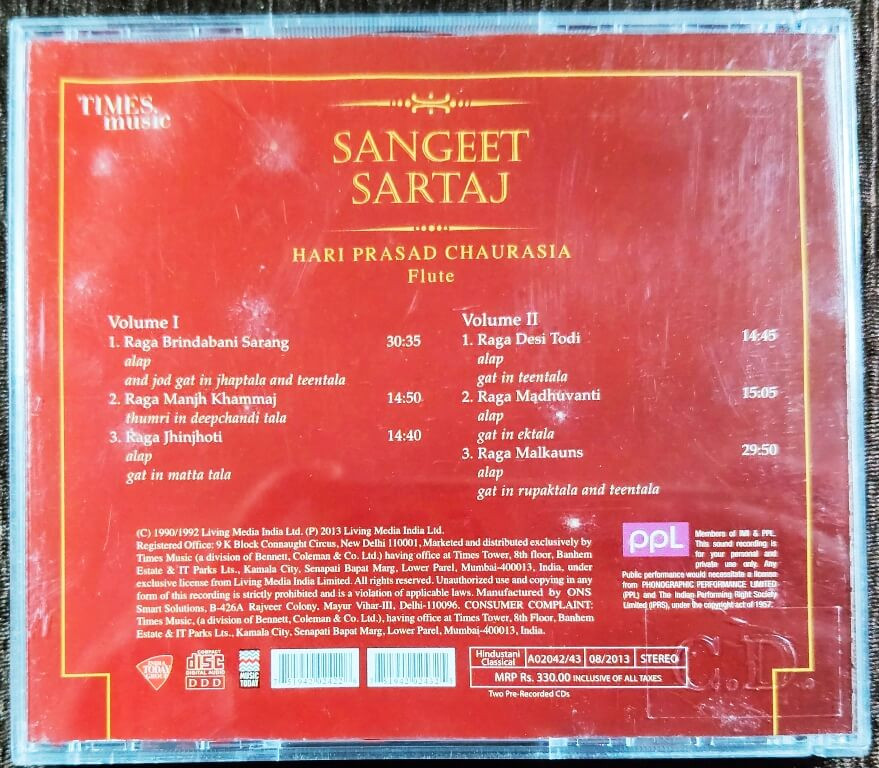 TIMES
music
SANGEET
SARTAJ
HARI PRASAD CHAURASIA
Flute
Volume I
1. Raga Brindabani Sarang 30:35
alap
and jod gat in jhaptala and teentala
2. Raga Manjh Khammaj 14:50
thumri in deepchandi tala
3. Raga Jhinjhoti 14:40
alap
gat in matta tala
Volume II
1. Raga Desi Todi 14:45
alap
gat in teentala
2. Raga Madhuvanti 15:05
alap
gat in ektala
3. Raga Malkauns 29:50
alap
gat in rupaktala and teentala
(C) 1990/1992 Living Media India Ltd. (P) 2013 Living Media India Ltd.
Registered Office: 9 K Block Connaught Circus, New Delhi 110001, Marketed and distributed exclusively by
Times Music (a division of Bennett, Coleman & Co. Ltd.) having office at Times Tower, 8th floor, Banhem
Estate & IT Parks Lts., Kamala City, Senapati Bapat Marg, Lower Parel, Mumbai-400013, India, under
exclusive license from Living Media India Limited. All rights reserved. Unauthorized use and copying in any
form of this recording is strictly prohibited and is a violation of applicable laws. Manufactured by ONS
Smart Solutions, B-426A Rajveer Colony, Mayur Vihar-III, Delhi-110096. CONSUMER COMPLAINT:
Times Music, (a division of Bennett, Coleman & Co. Ltd.), having office at Times Tower, 8th Floor, Banhem
Estate & IT Parks Lts., Kamala City, Senapati Bapat Marg, Lower Parel, Mumbai-400013, India.
ppL
Members of IMI & PPL
This sound recording is
for your personal and
private use only. Any
Public performance would necessitate a license
from PHONOGRAPHIC PERFORMANCE LIMITED
(PPL) and The Indian Performing Right Society
Limited (IPRS), under the copyright act of 1957.
INDIA
TODAY
GROUP
COMPACT
disc
DIGITAL AUDIO
DDD
MUSIC
TODAY
Hindustani
Classical
A02042/43
08/2013
STEREO
MRP Rs. 330.00 INCLUSIVE OF ALL TAXES
Two Pre-Recorded CDs
C.D.